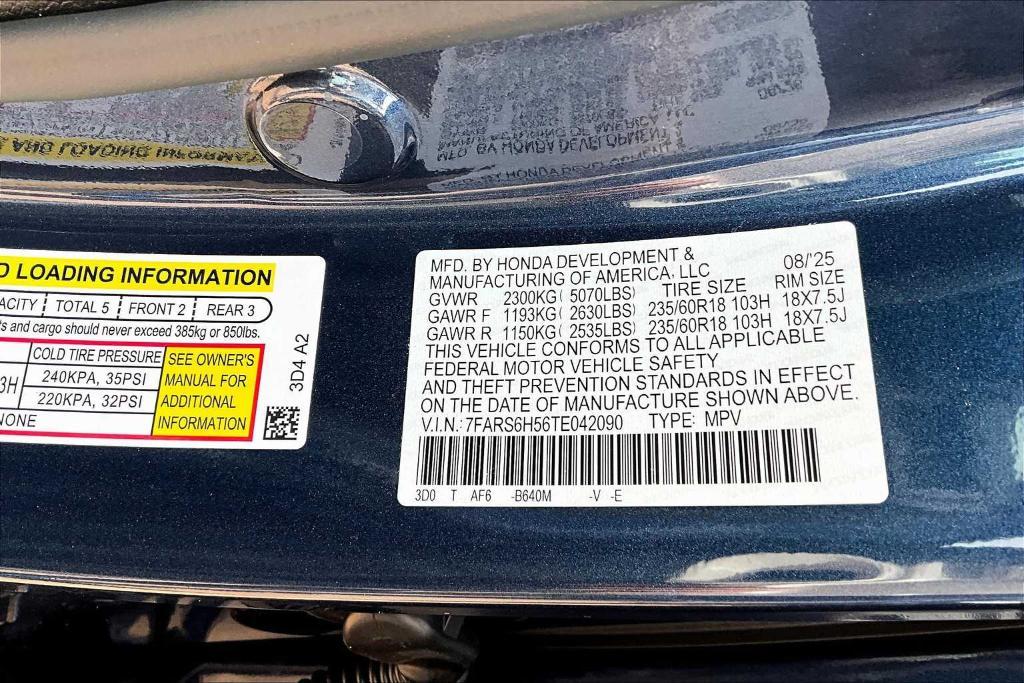 D LOADING INFORMATION
ACITY TOTAL 5 FRONT 2 REAR 3
ts and cargo should never exceed 385kg or 850lbs.
COLD TIRE PRESSURE
3H 240KPA, 35PSI
220KPA, 32PSI
NONE
SEE OWNER'S
MANUAL FOR
ADDITIONAL
INFORMATION
3D4 A2
MFD. BY HONDA DEVELOPMENT & 08/'25
MANUFACTURING OF AMERICA, LLC TIRE SIZE RIM SIZE
GVWR 2300KG( 5070LBS)
GAWR F 1193KG( 2630LBS) 235/60R18 103H 18X7.5J
GAWR R 1150KG( 2535LBS) 235/60R18 103H 18X7.5J
THIS VEHICLE CONFORMS TO ALL APPLICABLE
FEDERAL MOTOR VEHICLE SAFETY
AND THEFT PREVENTION STANDARDS IN EFFECT
ON THE DATE OF MANUFACTURE SHOWN ABOVE.
V.I.N.: 7FARS6H56TE042090 TYPE: MPV
3D0 T AF6 -B640M -V -E